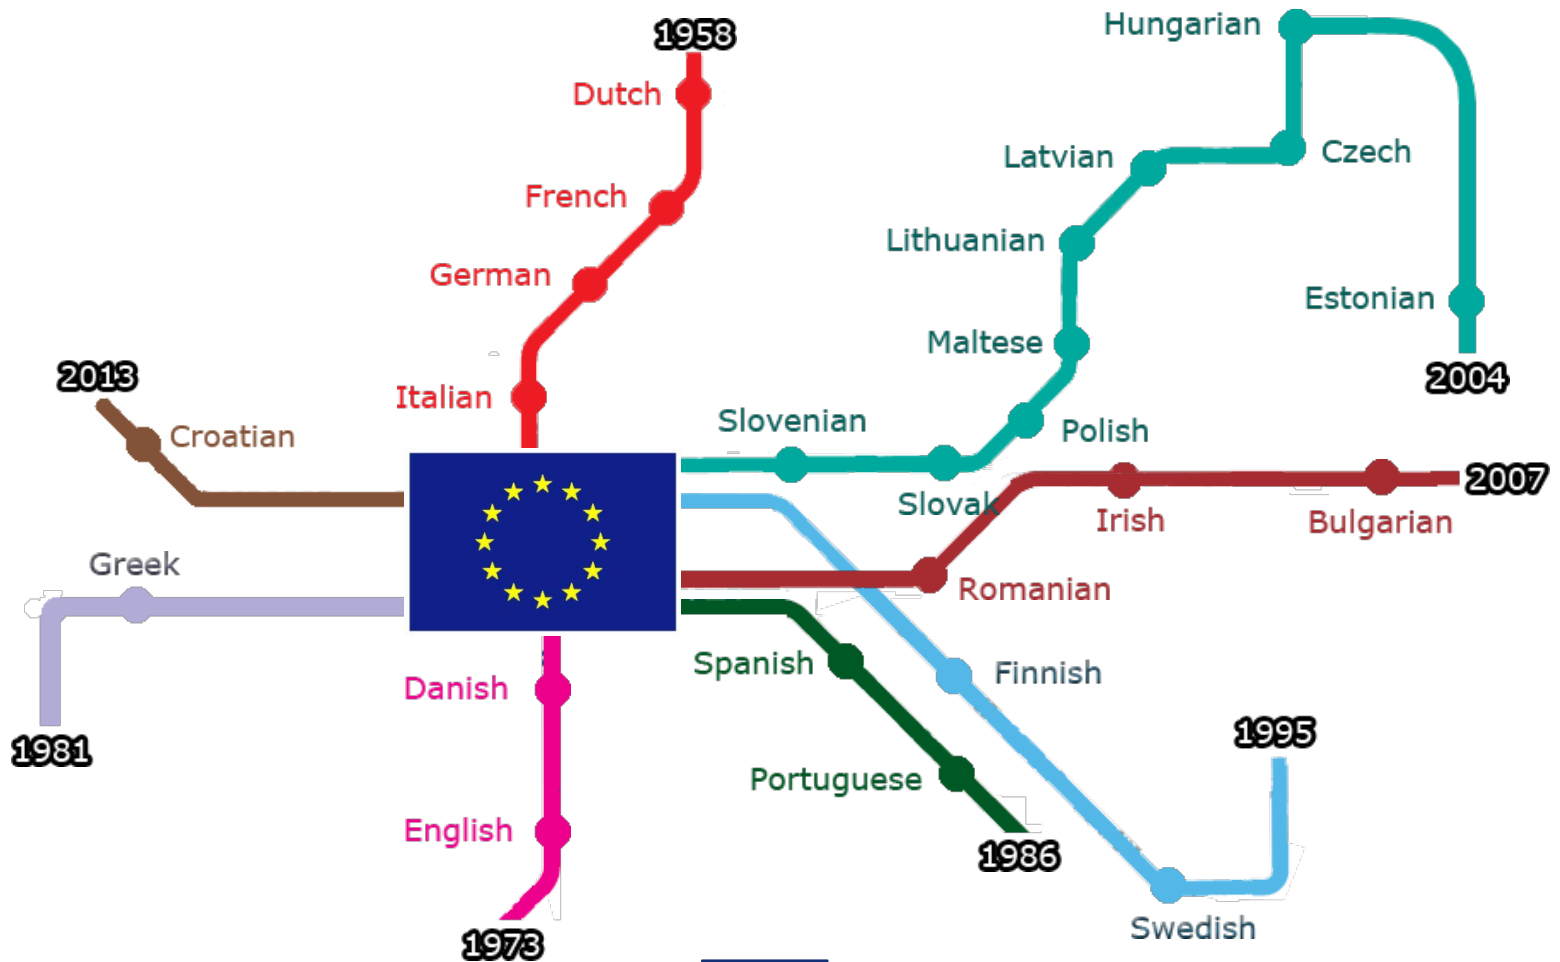 1958
Dutch
French
German
Italian
Hungarian
Latvian
Czech
Lithuanian
Estonian
Maltese
2004
Slovenian
Polish
Slovak
2007
Irish
Bulgarian
Romanian
2013
Croatian
Greek
1981
Danish
English
1973
Spanish
Portuguese
1986
Finnish
1995
Swedish